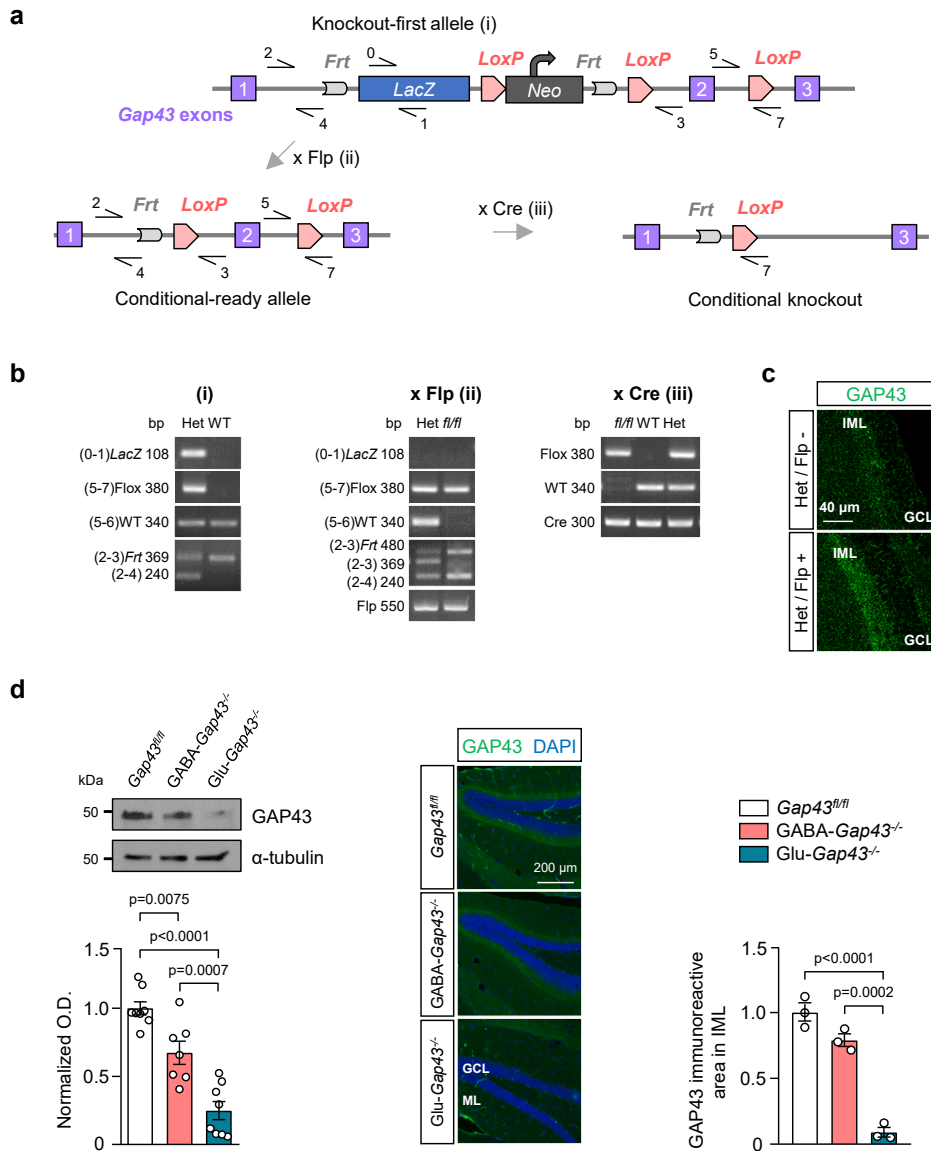 a
Knockout-first allele (i)
2 Frt 0 LoxP Frt LoxP 5 LoxP
1 LacZ Neo 2 3
Gap43 exons 4 1 3 7
x Flp (ii)
2 Frt LoxP 5 LoxP
x Cre (iii)
Frt LoxP
1 2 3
1 3
4 3 7
7
Conditional-ready allele
Conditional knockout
b
(i)
bp Het WT
(0-1)LacZ 108
(5-7)Flox 380
(5-6)WT 340
(2-3)Frt 369
(2-4) 240
x Flp (ii)
bp Het fl/fl
(0-1)LacZ 108
(5-7)Flox 380
(5-6)WT 340
(2-3)Frt 480
(2-3) 369
(2-4) 240
Flp 550
x Cre (iii)
bp fl/fl WT Het
Flox 380
WT 340
Cre 300
c
GAP43
Het / Flp -
IML
40 µm
GCL
Het / Flp +
IML
GCL
d
Gap43fl/fl
GABA-Gap43-/-
Glu-Gap43-/-
kDa
50 GAP43
50 α-tubulin
p=0.0075
p<0.0001
p=0.0007
Normalized O.D.
1.5
1.0
0.5
0
GAP43 DAPI
Gap43fl/fl
200 µm
GABA-Gap43-/-
Glu-Gap43-/-
GCL
ML
Gap43fl/fl
GABA-Gap43-/-
Glu-Gap43-/-
p<0.0001
p=0.0002
GAP43 immunoreactive
area in IML
1.5
1.0
0.5
0